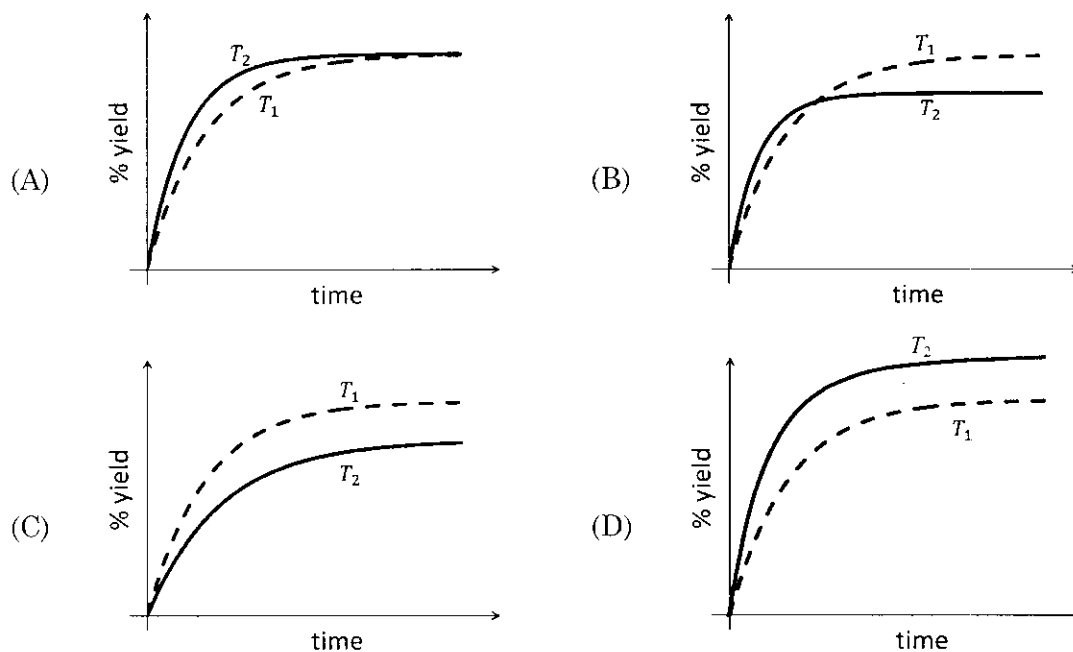 (A)
% yield
T₂
T₁
time
(B)
% yield
T₁
T₂
time
(C)
% yield
T₁
T₂
time
(D)
% yield
T₂
T₁
time